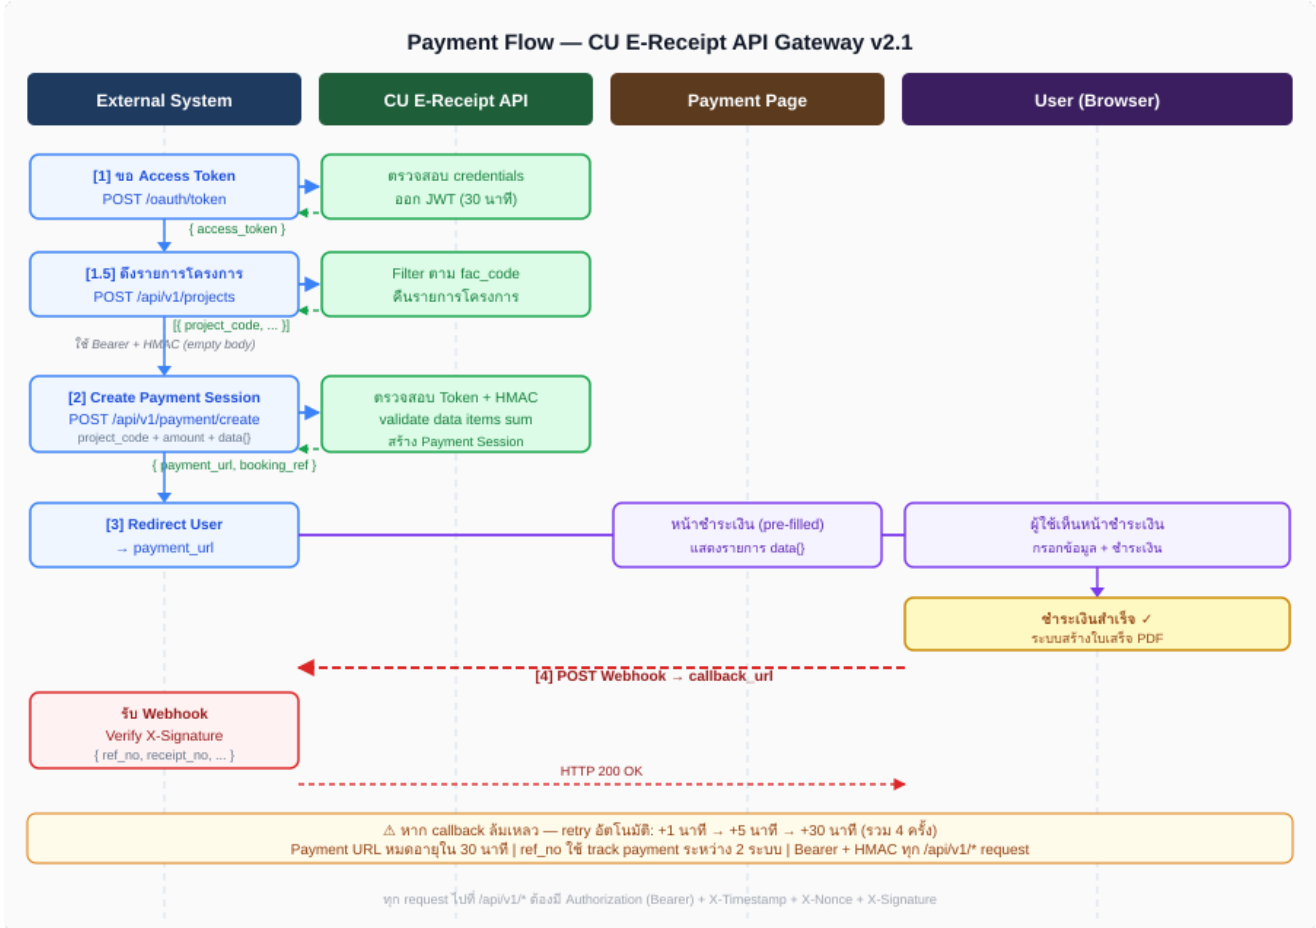 Payment Flow — CU E-Receipt API Gateway v2.1
External System
CU E-Receipt API
Payment Page
User (Browser)
[1] ขอ Access Token
POST /oauth/token
ตรวจสอบ credentials
ออก JWT (30 นาที)
{ access_token }
[1.5] ดึงรายการโครงการ
POST /api/v1/projects
Filter ตาม fac_code
คืนรายการโครงการ
[{ project_code, ... }]
ใช้ Bearer + HMAC (empty body)
[2] Create Payment Session
POST /api/v1/payment/create
project_code + amount + data{}
ตรวจสอบ Token + HMAC
validate data items sum
สร้าง Payment Session
{ payment_url, booking_ref }
[3] Redirect User
→ payment_url
หน้าชำระเงิน (pre-filled)
แสดงรายการ data{}
ผู้ใช้เห็นหน้าชำระเงิน
กรอกข้อมูล + ชำระเงิน
ชำระเงินสำเร็จ ✓
ระบบสร้างใบเสร็จ PDF
[4] POST Webhook → callback_url
รับ Webhook
Verify X-Signature
{ ref_no, receipt_no, ... }
HTTP 200 OK
⚠ หาก callback ล้มเหลว — retry อัตโนมัติ: +1 นาที → +5 นาที → +30 นาที (รวม 4 ครั้ง)
Payment URL หมดอายุใน 30 นาที | ref_no ใช้ track payment ระหว่าง 2 ระบบ | Bearer + HMAC ทุก /api/v1/* request
ทุก request ไปที่ /api/v1/* ต้องมี Authorization (Bearer) + X-Timestamp + X-Nonce + X-Signature